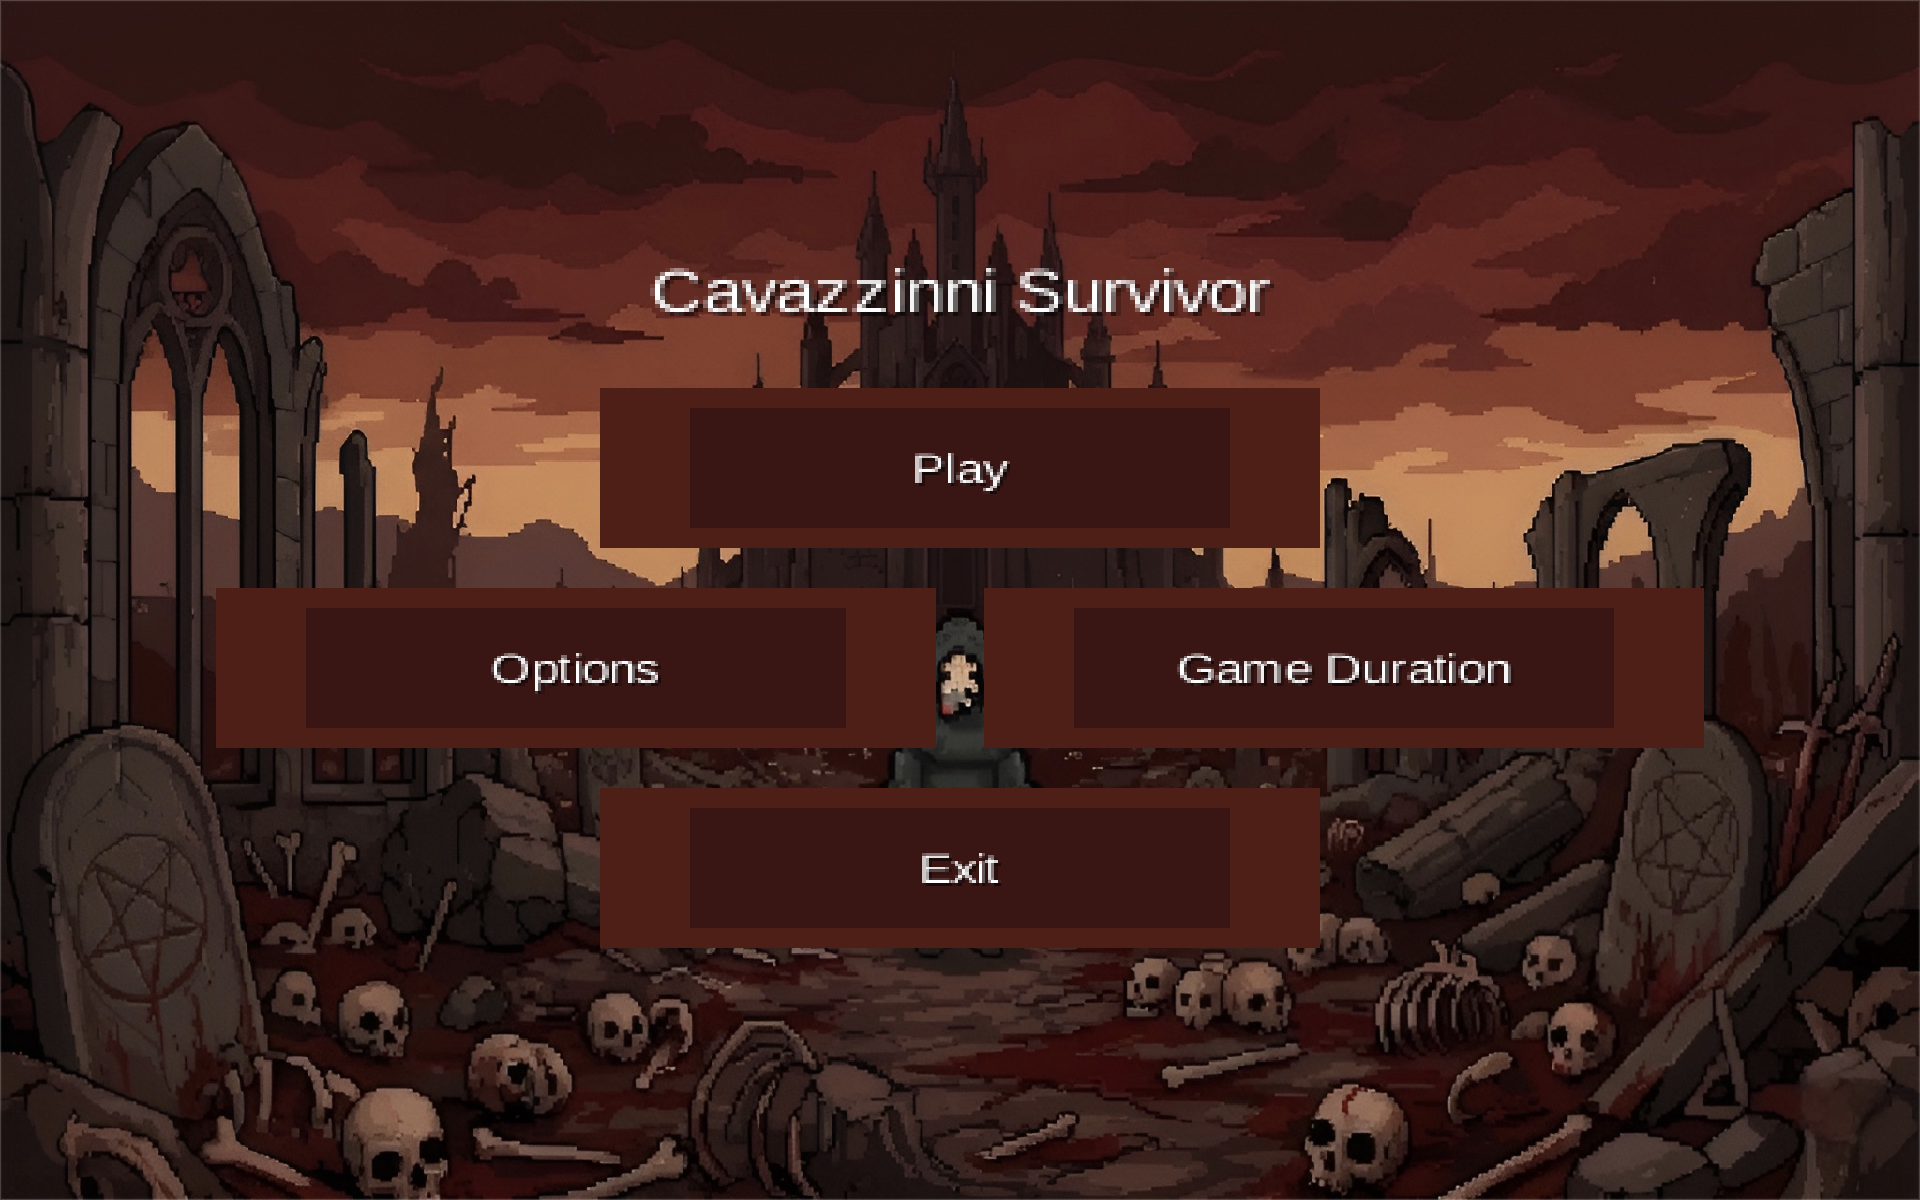 Cavazzinni Survivor
Play
Options
Game Duration
Exit